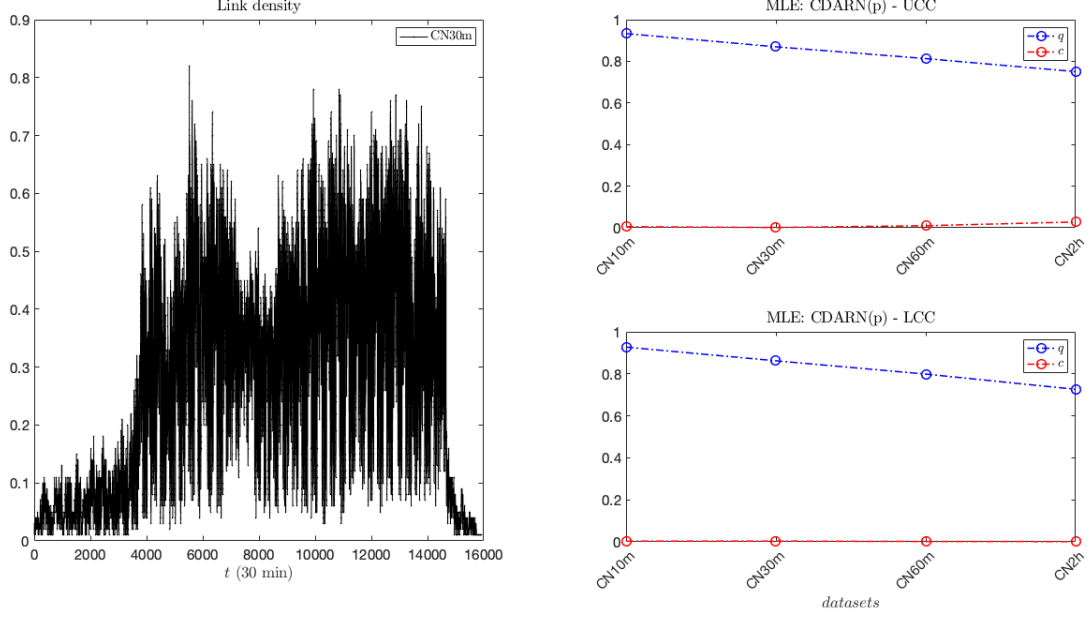 Link density
CN30m
0.9
0.8
0.7
0.6
0.5
0.4
0.3
0.2
0.1
0
0 2000 4000 6000 8000 10000 12000 14000 16000
t (30 min)
MLE: CDARN(p) - UCC
q
c
1
0.8
0.6
0.4
0.2
0
CN10m CN30m CN60m CN2h
MLE: CDARN(p) - LCC
q
c
1
0.8
0.6
0.4
0.2
0
CN10m CN30m CN60m CN2h
datasets